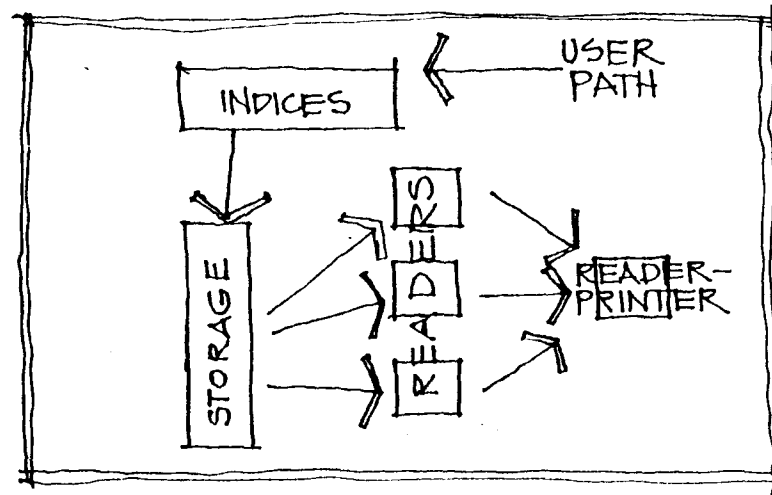 USER
PATH
INDICES
STORAGE
READERS
READER-
PRINTER